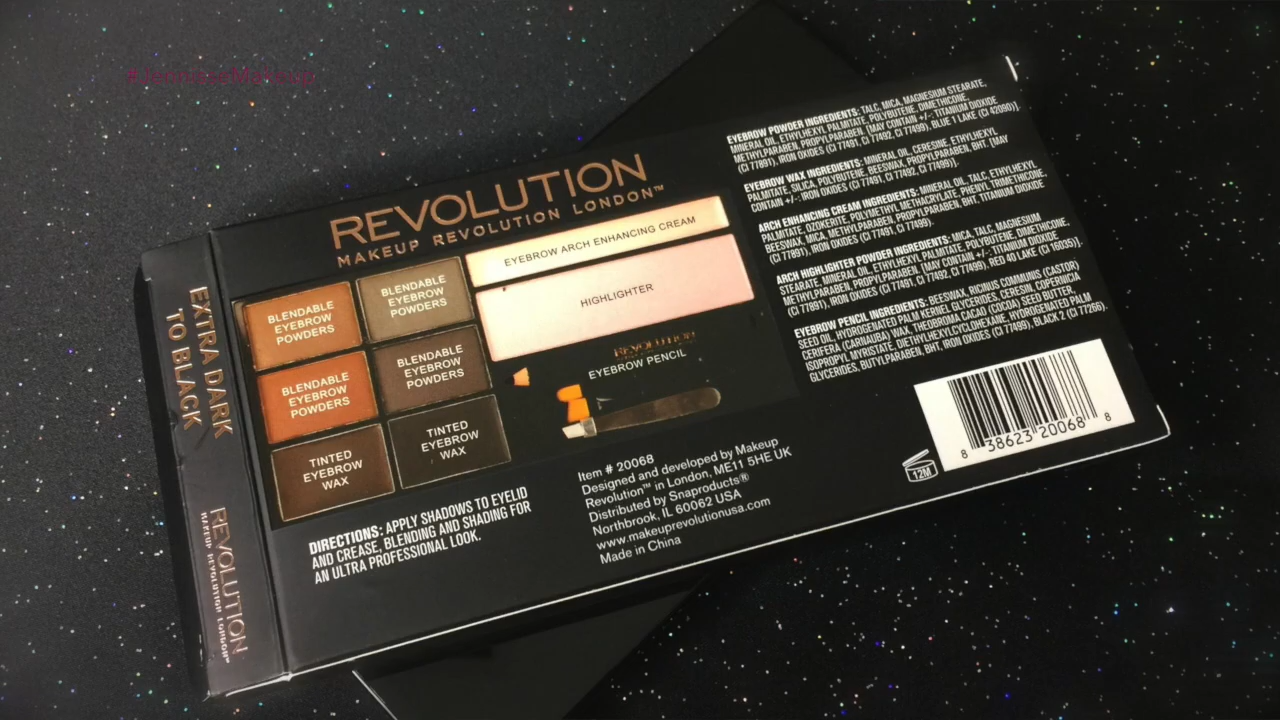 REVOLUTION
MAKEUP REVOLUTION LONDON™
BLENDABLE
EYEBROW
POWDERS
BLENDABLE
EYEBROW
POWDERS
EYEBROW ARCH ENHANCING CREAM
HIGHLIGHTER
BLENDABLE
EYEBROW
POWDERS
BLENDABLE
EYEBROW
POWDERS
REVOLUTION
EYEBROW PENCIL
TINTED
EYEBROW
WAX
TINTED
EYEBROW
WAX
DIRECTIONS: APPLY SHADOWS TO EYELID
AND CREASE, BLENDING AND SHADING FOR
AN ULTRA PROFESSIONAL LOOK.
Item # 20068
Designed and developed by Makeup
Revolution™ in London, ME11 5HE UK
Distributed by Snaproducts®
Northbrook, IL 60062 USA
www.makeuprevolutionusa.com
Made in China
EYEBROW POWDER INGREDIENTS: TALC, MICA, MAGNESIUM STEARATE,
MINERAL OIL, ETHYLHEXYL PALMITATE, POLYBUTENE, DIMETHICONE,
METHYLPARABEN, PROPYLPARABEN. [MAY CONTAIN +/-: TITANIUM DIOXIDE
(CI 77891), IRON OXIDES (CI 77491, CI 77492, CI 77499), BLUE 1 LAKE (CI 42090)].
EYEBROW WAX INGREDIENTS: MINERAL OIL, CERESINE, ETHYLHEXYL
PALMITATE, SILICA, POLYBUTENE, BEESWAX, PROPYLPARABEN, BHT. [MAY
CONTAIN +/-: IRON OXIDES (CI 77491, CI 77492, CI 77499)].
ARCH ENHANCING CREAM INGREDIENTS: MINERAL OIL, TALC, ETHYLHEXYL
PALMITATE, OZOKERITE, POLYMETHYL METHACRYLATE, PHENYL TRIMETHICONE
BEESWAX, MICA, METHYLPARABEN, PROPYLPARABEN, BHT, TITANIUM DIOXIDE
(CI 77891), IRON OXIDES (CI 77491, CI 77499).
ARCH HIGHLIGHTER POWDER INGREDIENTS: MICA, TALC, MAGNESIUM
STEARATE, MINERAL OIL, ETHYLHEXYL PALMITATE, POLYBUTENE, DIMETHICONE,
METHYLPARABEN, PROPYLPARABEN. [MAY CONTAIN +/-: TITANIUM DIOXIDE
(CI 77891), IRON OXIDES (CI 77491, CI 77492, CI 77499), RED 40 LAKE (CI 16035)].
EYEBROW PENCIL INGREDIENTS: BEESWAX, RICINUS COMMUNIS (CASTOR)
SEED OIL, HYDROGENATED PALM KERNEL GLYCERIDES, CERESIN, COPERNICIA
CERIFERA (CARNAUBA) WAX, THEOBROMA CACAO (COCOA) SEED BUTTER,
ISOPROPYL MYRISTATE, DIETHYLHEXYLCYCLOHEXANE, HYDROGENATED PALM
GLYCERIDES, BUTYLPARABEN, BHT, IRON OXIDES (CI 77499), BLACK 2 (CI 77266).
8 38623 20068 8
12M
EXTRA DARK
TO BLACK
REVOLUTION
MAKEUP REVOLUTION LONDON™